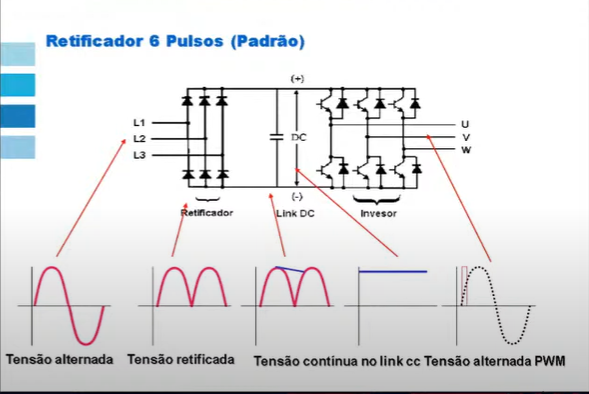 Retificador 6 Pulsos (Padrão)
(+)
L1
L2
L3
DC
U
V
W
(-)
Retificador
Link DC
Invesor
Tensão alternada
Tensão retificada
Tensão continua no link cc
Tensão alternada PWM